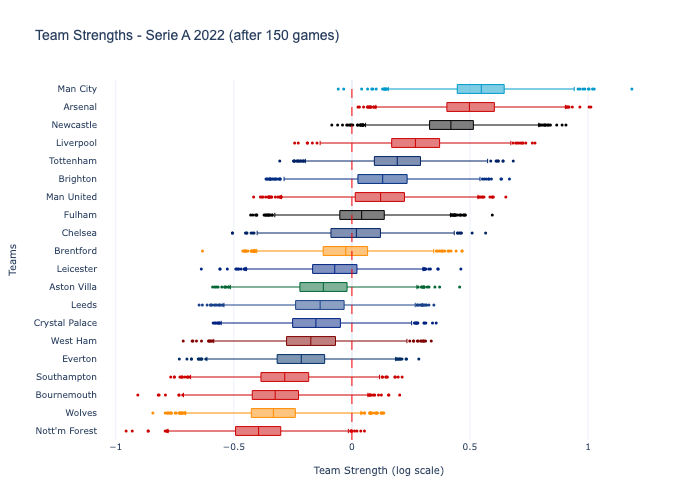 Team Strengths - Serie A 2022 (after 150 games)
Man City
Arsenal
Newcastle
Liverpool
Tottenham
Brighton
Man United
Fulham
Chelsea
Brentford
Leicester
Aston Villa
Leeds
Crystal Palace
West Ham
Everton
Southampton
Bournemouth
Wolves
Nott'm Forest
Teams
−1
−0.5
0
0.5
1
Team Strength (log scale)